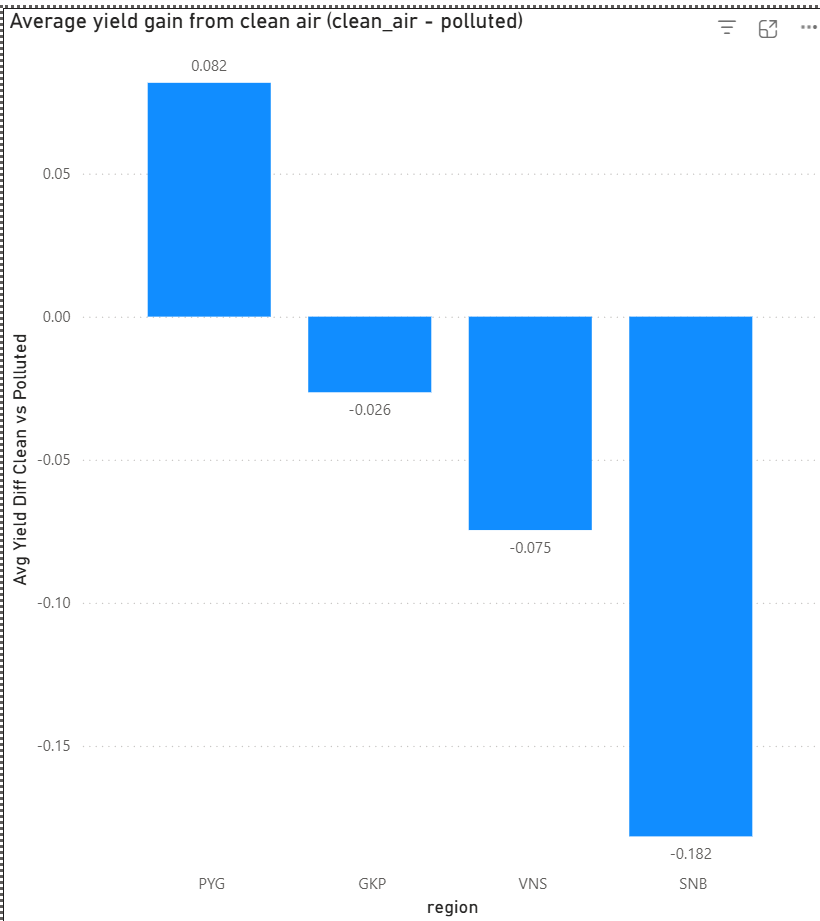 Average yield gain from clean air (clean_air - polluted)
0.082
0.05
0.00
-0.026
-0.05
-0.075
-0.10
-0.15
-0.182
Avg Yield Diff Clean vs Polluted
PYG GKP VNS SNB
region